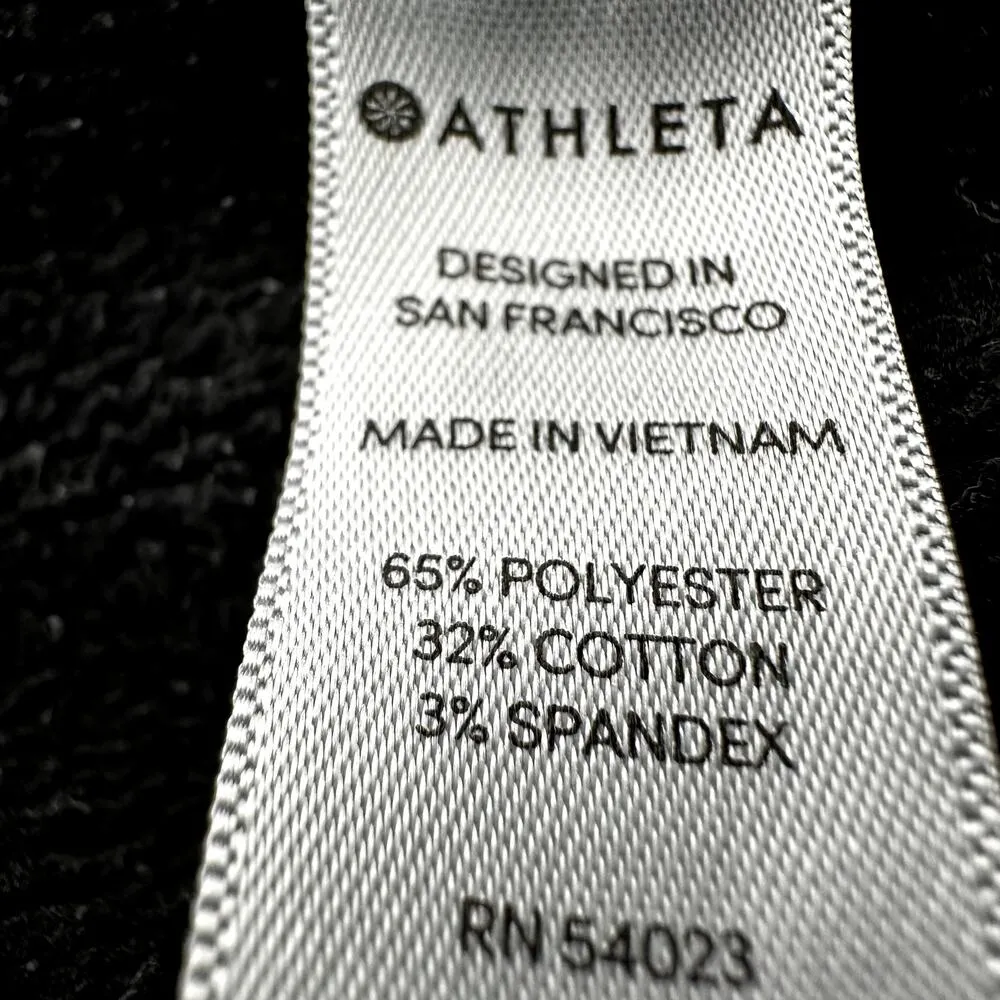 ATHLETA
DESIGNED IN
SAN FRANCISCO
MADE IN VIETNAM
65% POLYESTER
32% COTTON
3% SPANDEX
RN 54023